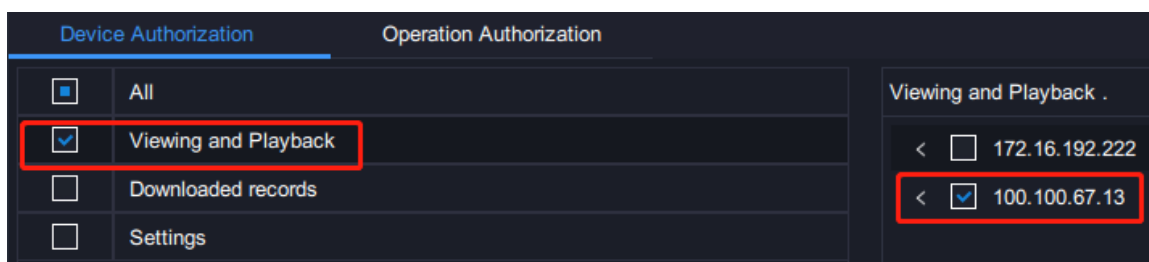 Device Authorization Operation Authorization
All
Viewing and Playback
Downloaded records
Settings
Viewing and Playback .
< 172.16.192.222
< 100.100.67.13